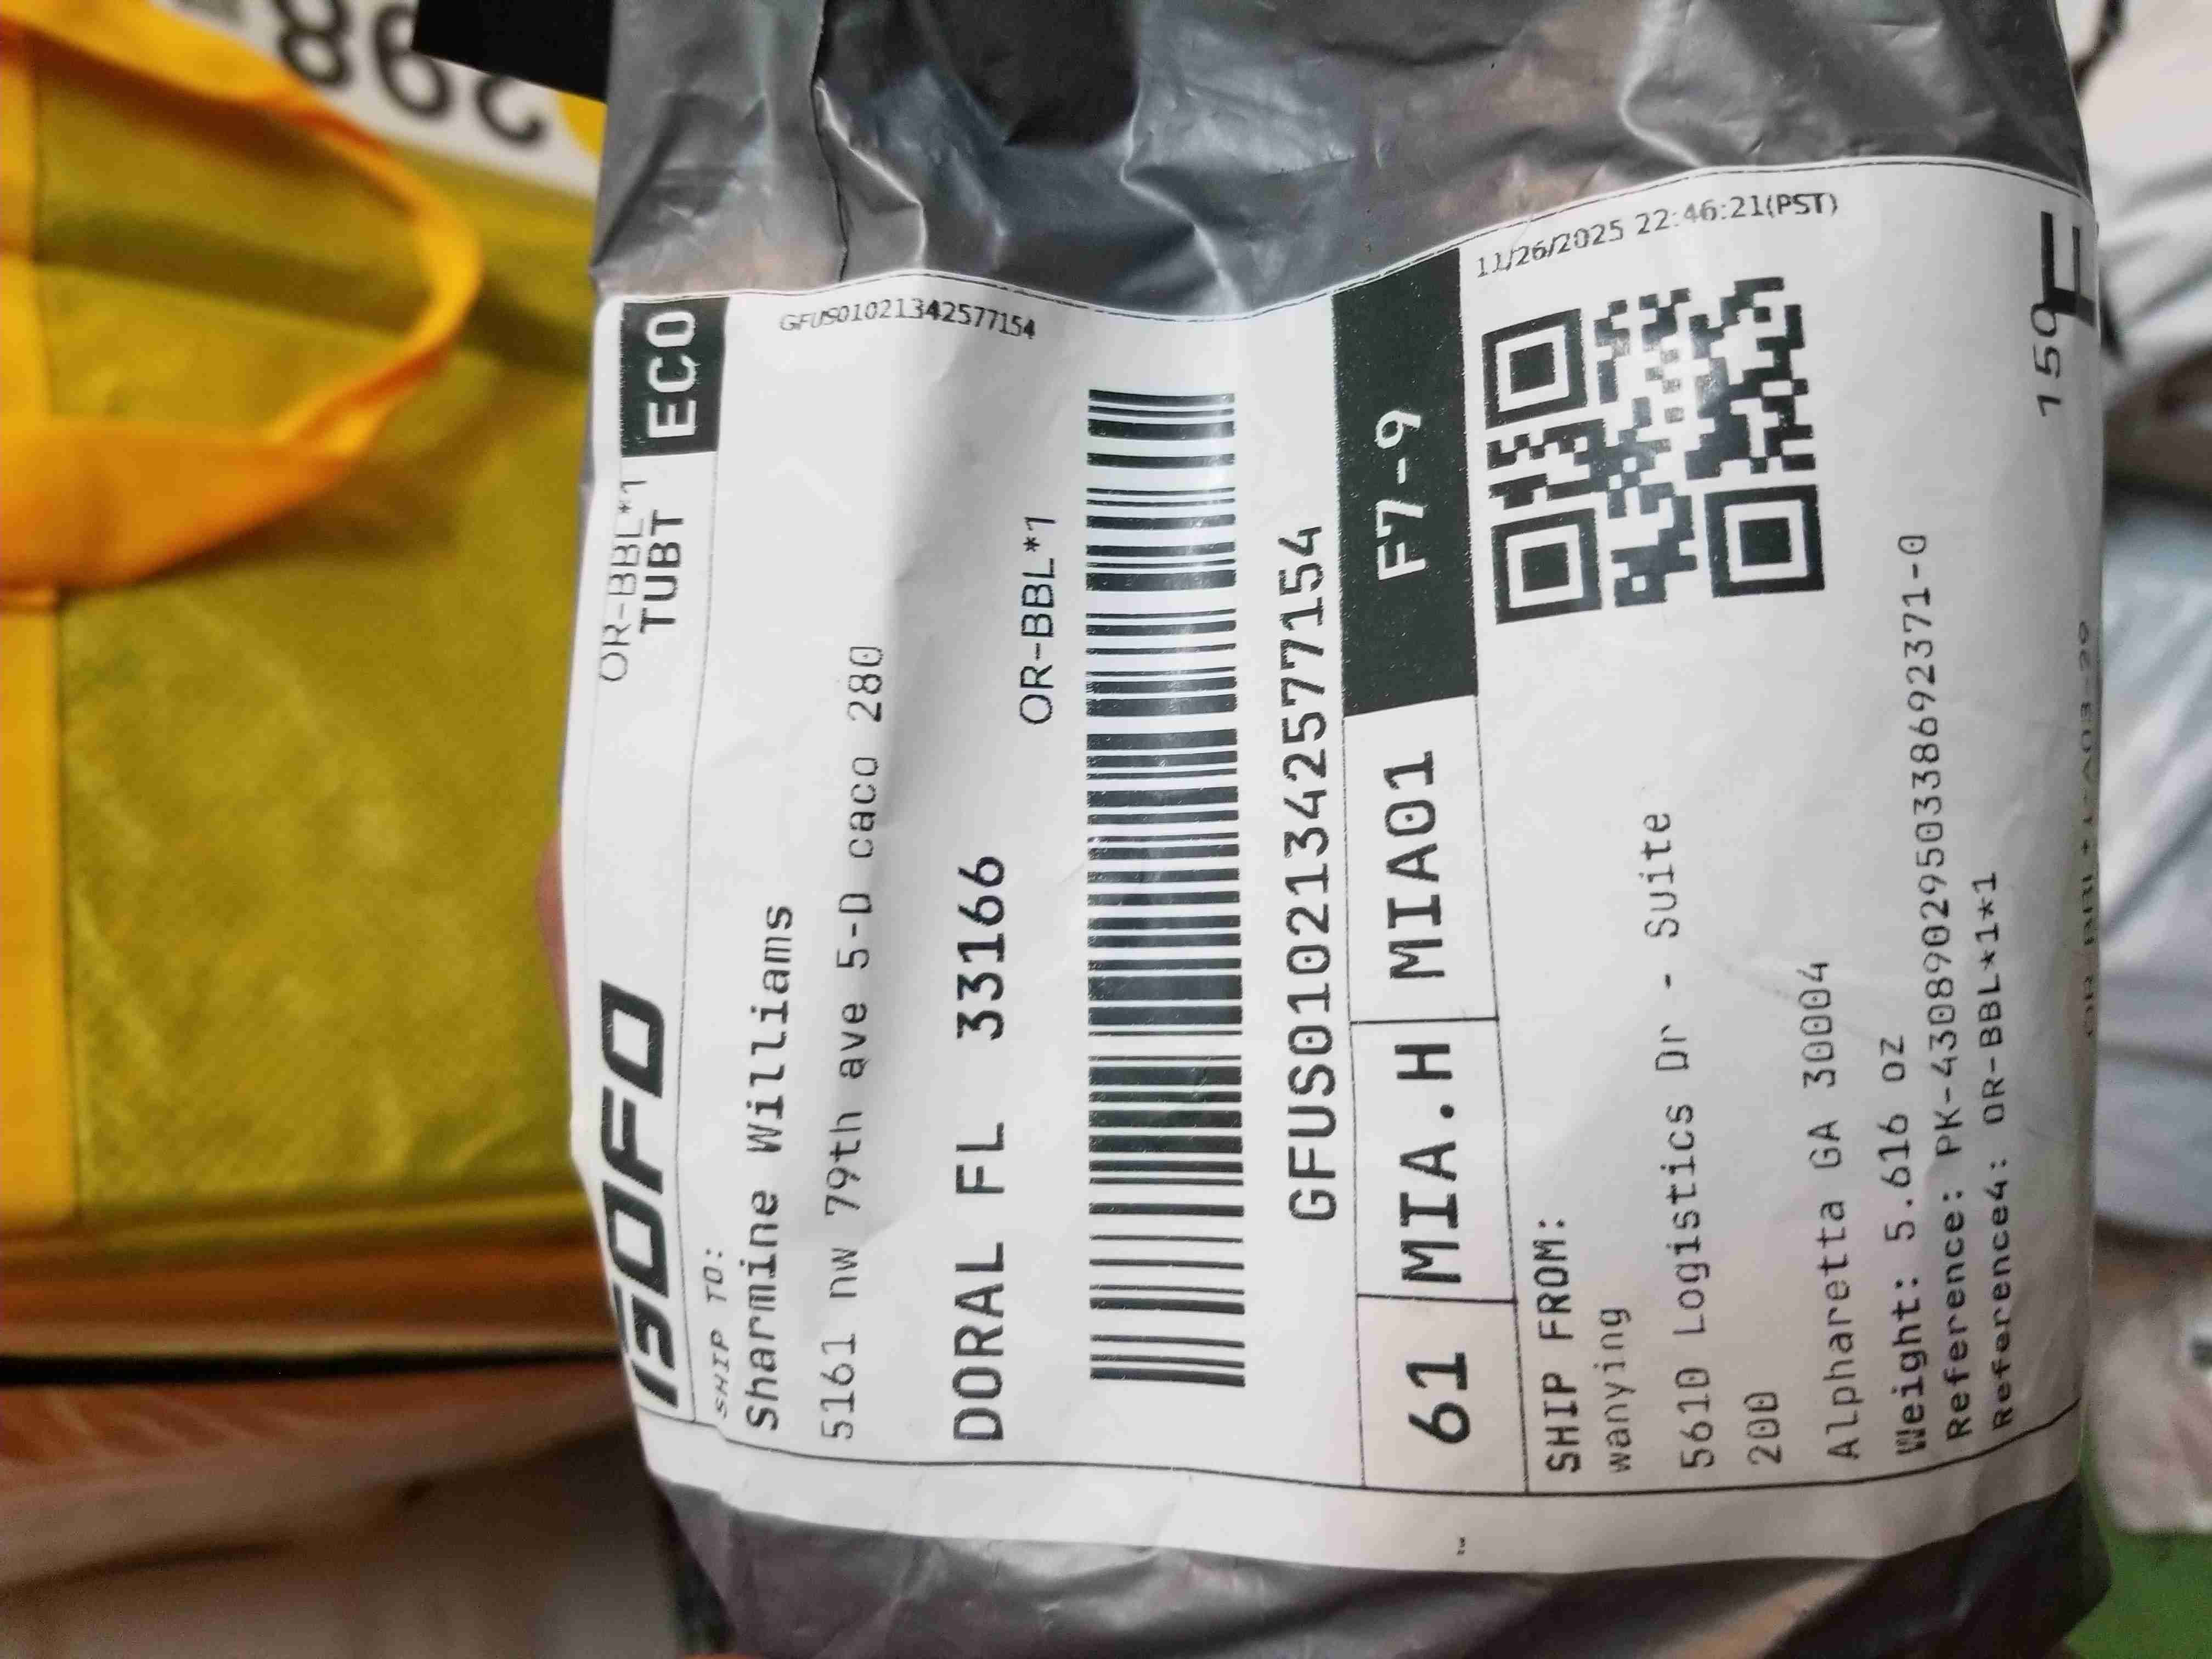 298
OR-BBL*1
GOFO TUBT ECO
SHIP TO:
GFUS01021342577154
Sharmine Williams
5161 nw 79th ave 5-D caco 280
DORAL FL 33166
OR-BBL*1
GFUS01021342577154
61 MIA.H MIA01 F7-9
11/26/2025 22:46:21(PST)
SHIP FROM:
wanying
5610 Logistics Dr - Suite
200
Alpharetta GA 30004
Weight: 5.616 oz
Reference: PK-4308902950338692371-0
Reference4: OR-BBL*1*1
150
E